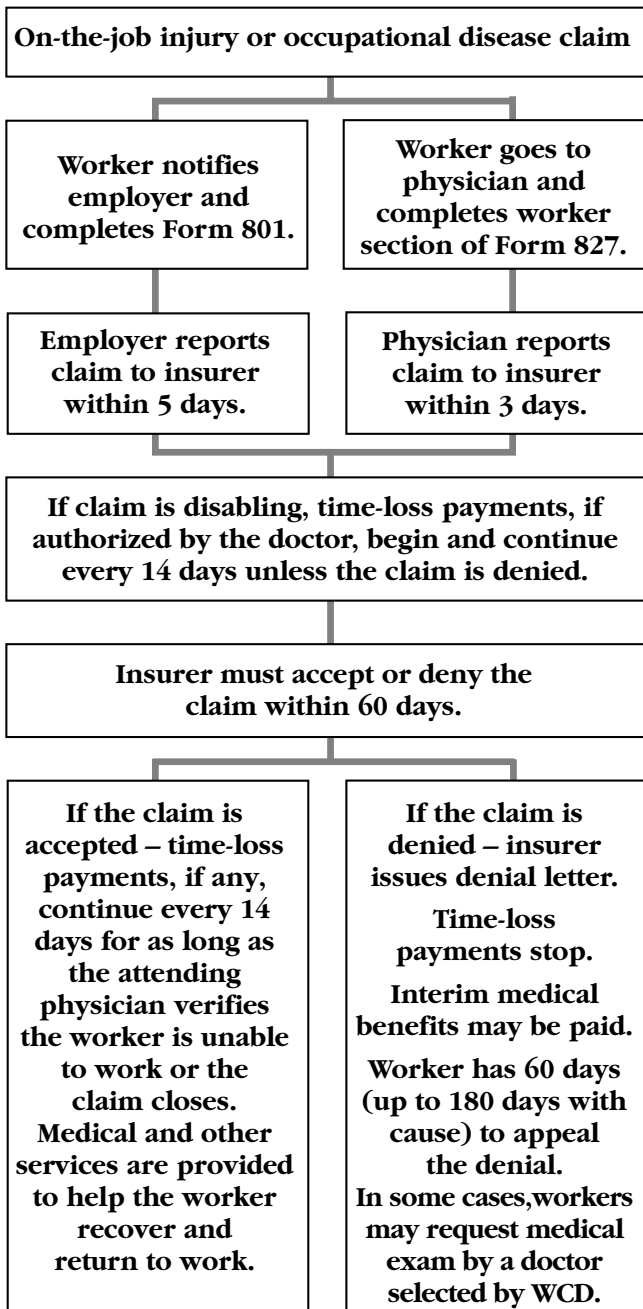 On-the-job injury or occupational disease claim
Worker notifies
employer and
completes Form 801.
Worker goes to
physician and
completes worker
section of Form 827.
Employer reports
claim to insurer
within 5 days.
Physician reports
claim to insurer
within 3 days.
If claim is disabling, time-loss payments, if
authorized by the doctor, begin and continue
every 14 days unless the claim is denied.
Insurer must accept or deny the
claim within 60 days.
If the claim is
accepted – time-loss
payments, if any,
continue every 14
days for as long as
the attending
physician verifies
the worker is unable
to work or the
claim closes.
Medical and other
services are provided
to help the worker
recover and
return to work.
If the claim is
denied – insurer
issues denial letter.
Time-loss
payments stop.
Interim medical
benefits may be paid.
Worker has 60 days
(up to 180 days with
cause) to appeal
the denial.
In some cases,workers
may request medical
exam by a doctor
selected by WCD.